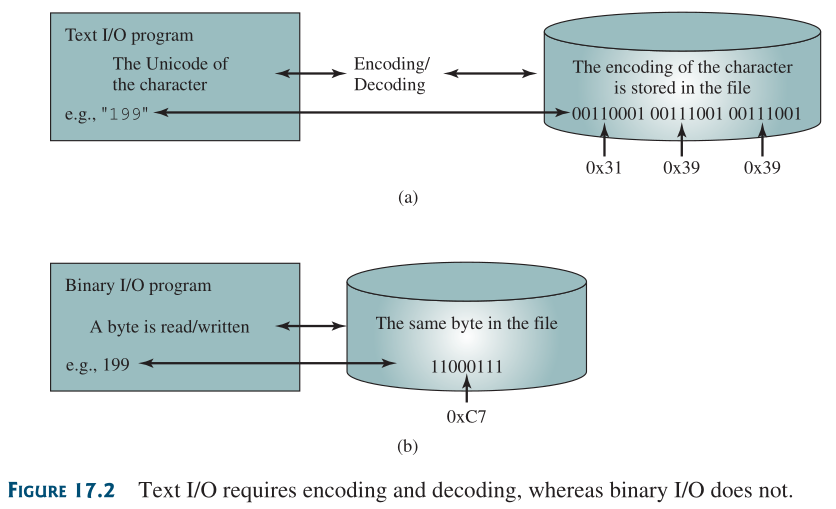 Text I/O program
The Unicode of
the character
e.g., "199"
Encoding/
Decoding
The encoding of the character
is stored in the file
00110001 00111001 00111001
0x31 0x39 0x39
(a)
Binary I/O program
A byte is read/written
e.g., 199
The same byte in the file
11000111
0xC7
(b)
FIGURE 17.2 Text I/O requires encoding and decoding, whereas binary I/O does not.